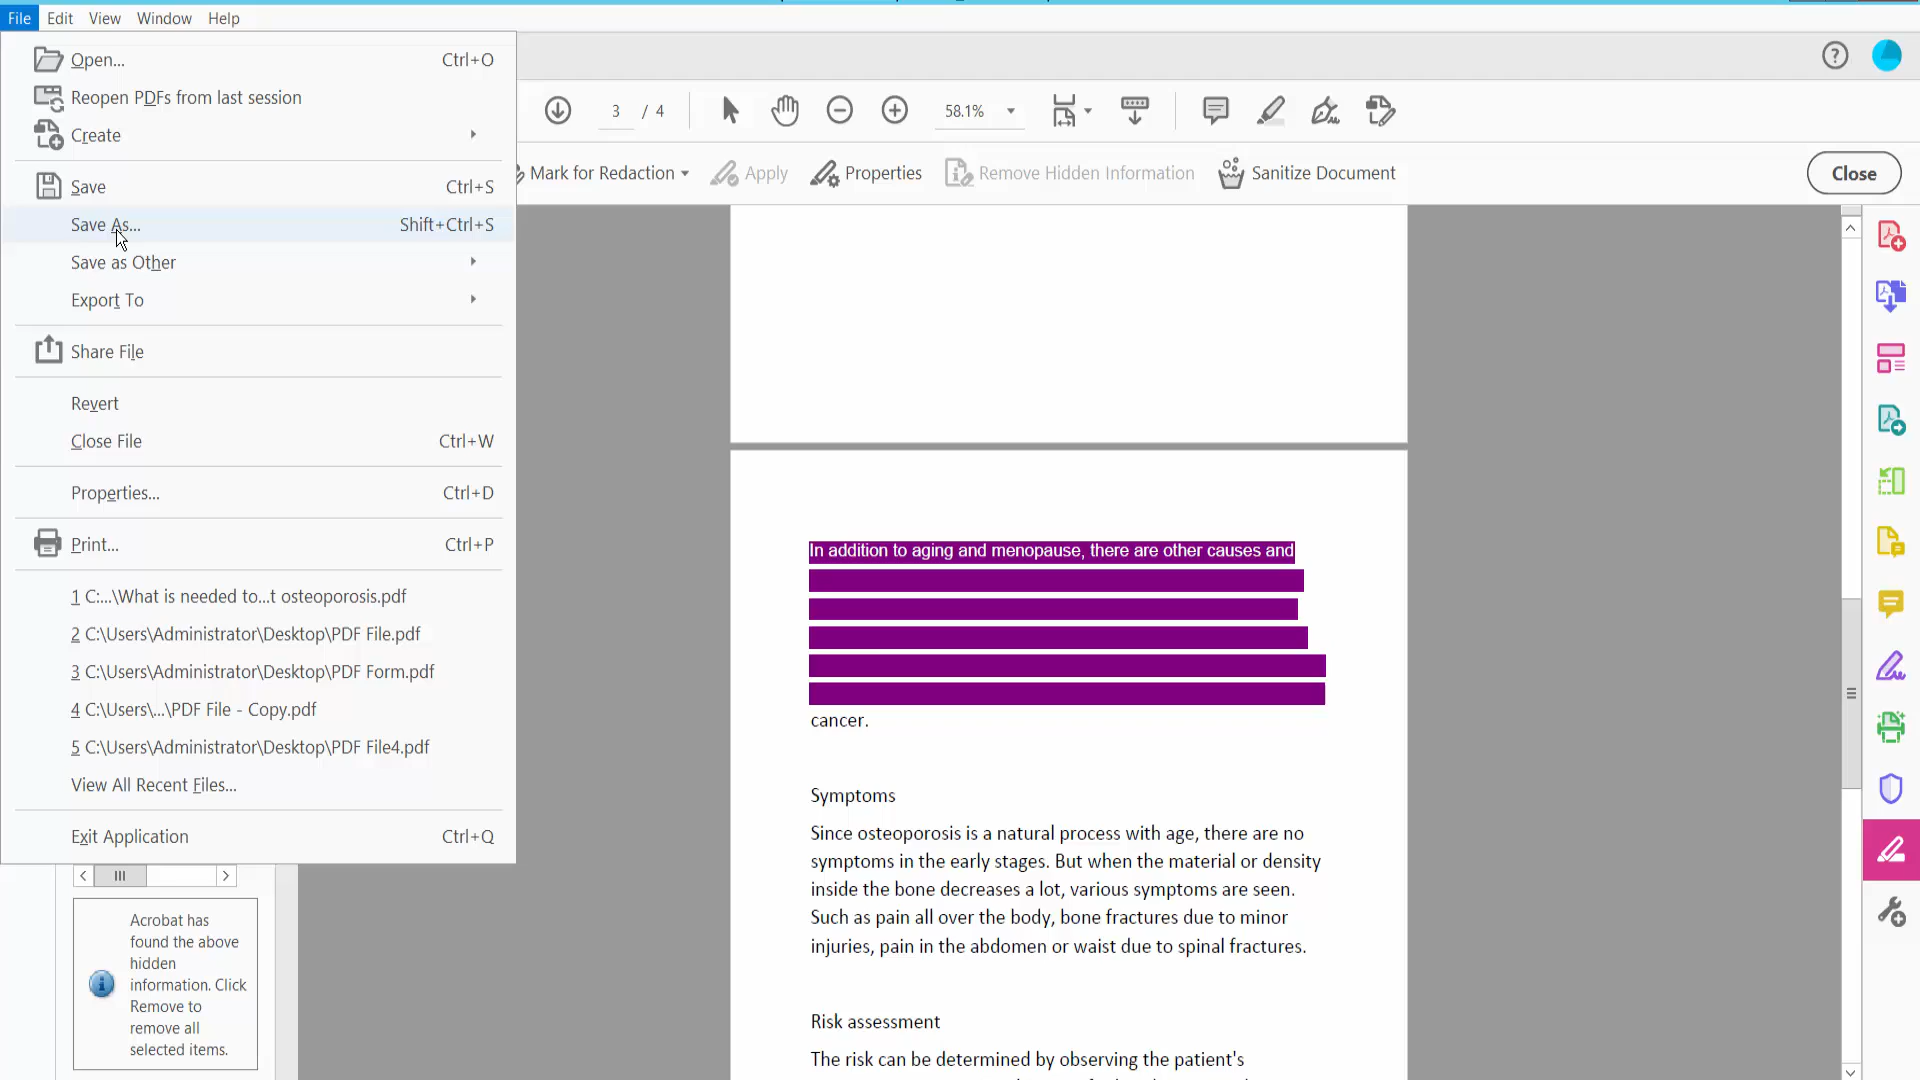 File Edit View Window Help
Open... Ctrl+O
Reopen PDFs from last session
Create
Save Ctrl+S
Save As... Shift+Ctrl+S
Save as Other
Export To
Share File
Revert
Close File Ctrl+W
Properties... Ctrl+D
Print... Ctrl+P
1 C:...\What is needed to...t osteoporosis.pdf
2 C:\Users\Administrator\Desktop\PDF File.pdf
3 C:\Users\Administrator\Desktop\PDF Form.pdf
4 C:\Users\...\PDF File - Copy.pdf
5 C:\Users\Administrator\Desktop\PDF File4.pdf
View All Recent Files...
Exit Application Ctrl+Q
3 / 4 58.1%
Mark for Redaction Apply Properties Remove Hidden Information Sanitize Document Close
Acrobat has
found the above
hidden
information. Click
Remove to
remove all
selected items.
In addition to aging and menopause, there are other causes and
cancer.
Symptoms
Since osteoporosis is a natural process with age, there are no
symptoms in the early stages. But when the material or density
inside the bone decreases a lot, various symptoms are seen.
Such as pain all over the body, bone fractures due to minor
injuries, pain in the abdomen or waist due to spinal fractures.
Risk assessment
The risk can be determined by observing the patient's